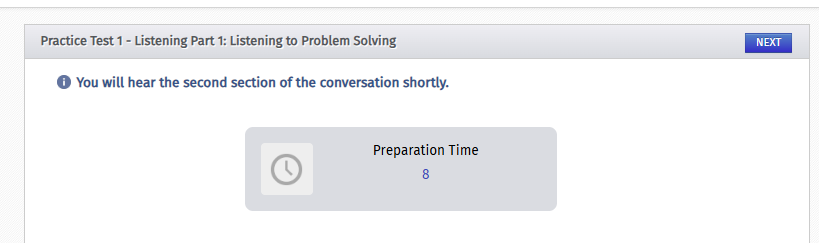 Practice Test 1 - Listening Part 1: Listening to Problem Solving
NEXT
You will hear the second section of the conversation shortly.
Preparation Time
8